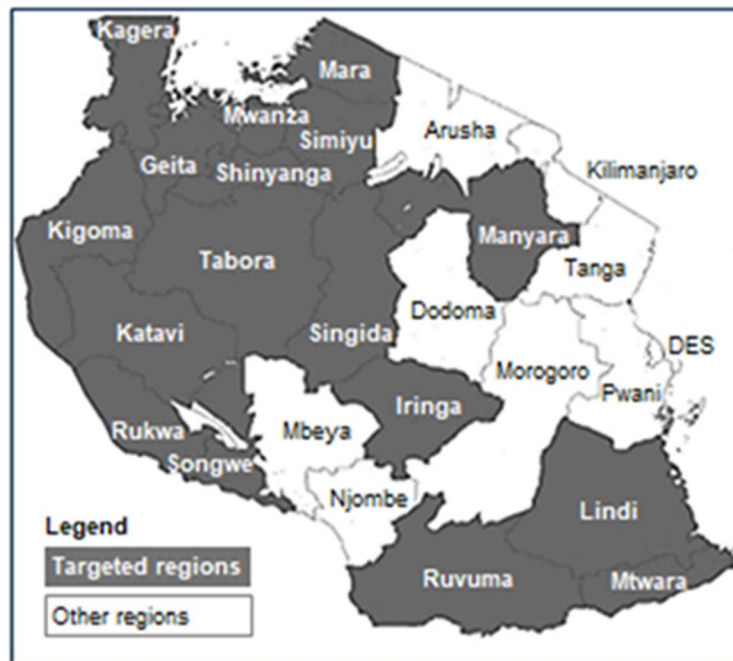 Kagera
Mara
Mwanza
Arusha
Simiyu
Geita
Shinyanga
Kilimanjaro
Kigoma
Manyara
Tabora
Tanga
Dodoma
Katavi
Singida
DES
Morogoro
Pwani
Iringa
Rukwa
Mbeya
Songwe
Njombe
Lindi
Legend
Targeted regions
Ruvuma
Mtwara
Other regions